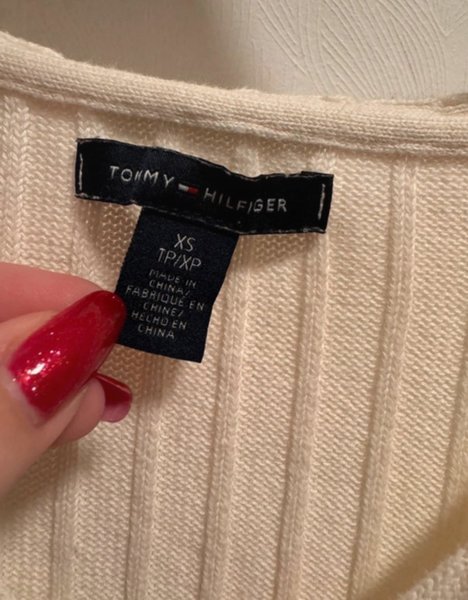 TOMMY HILFIGER
XS
TP/XP
MADE IN
CHINA/
FABRIQUE EN
CHINE/
HECHO EN
CHINA